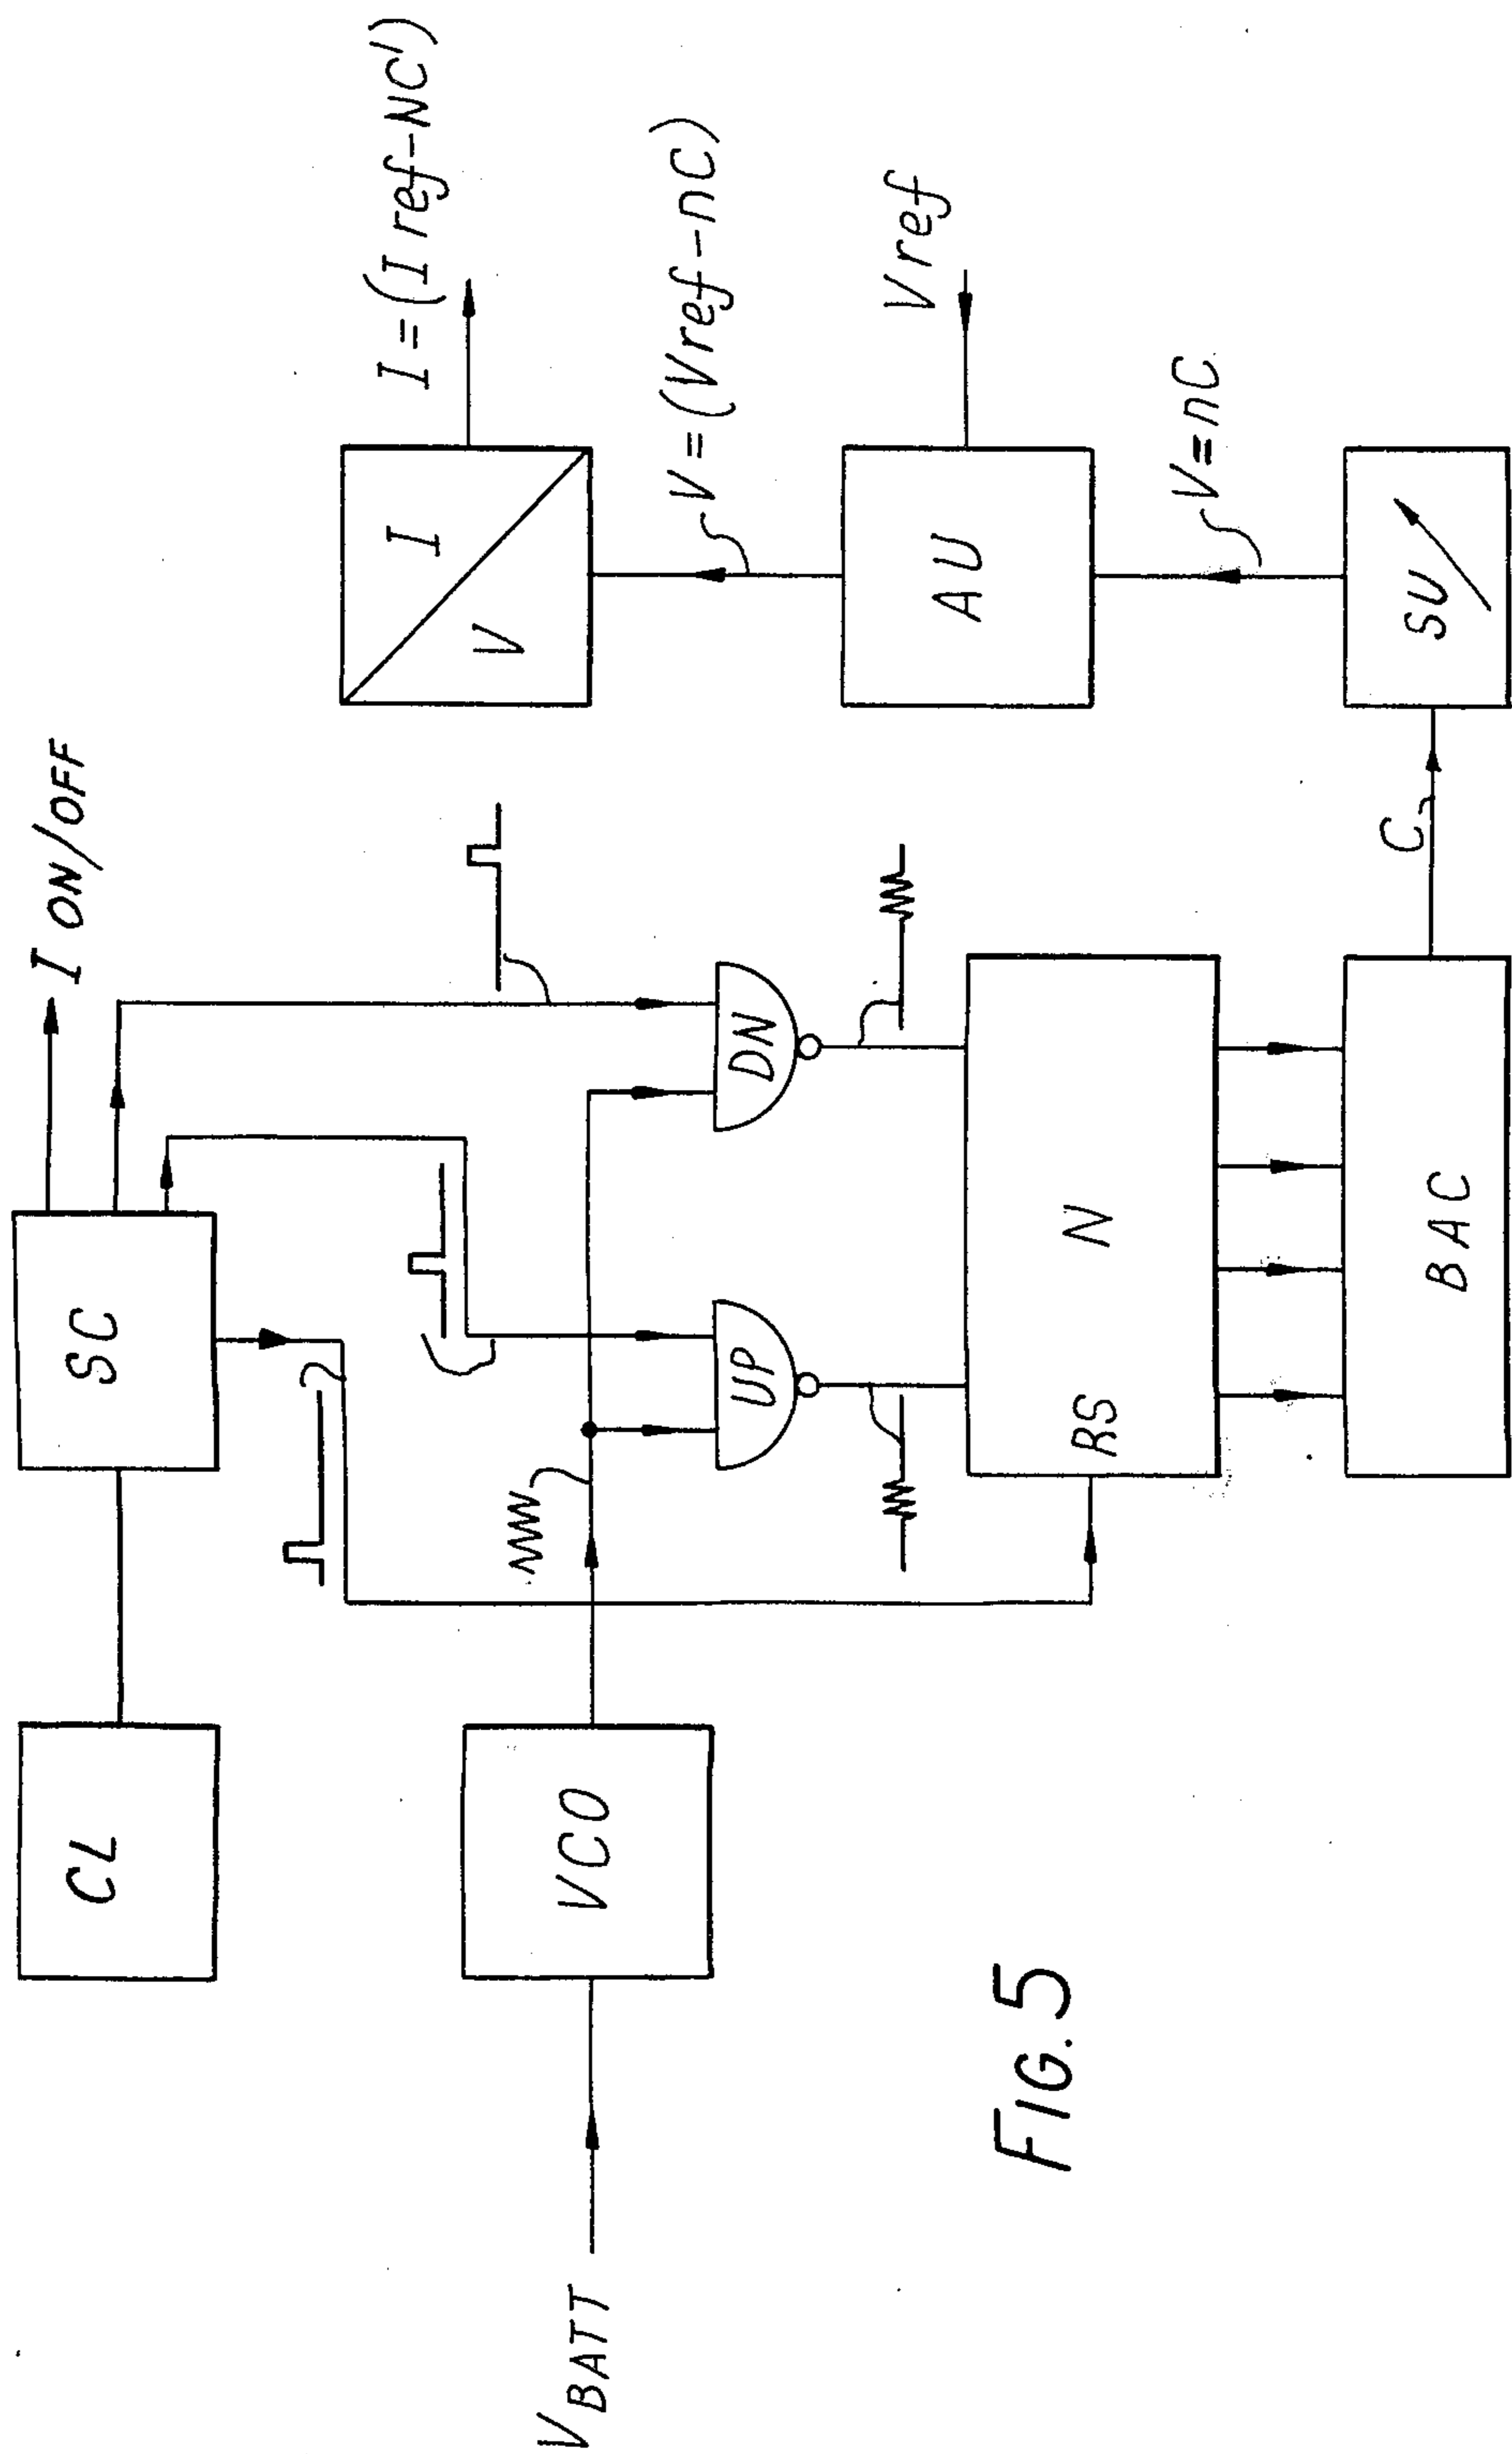 CL
SC
I ON/OFF
I=(I ref-NC')
I
V
V=(Vref-nC)
VBATT
VCO
UP
DN
AU
Vref
V=nC
RS
N
BAC
C
SU
FIG. 5